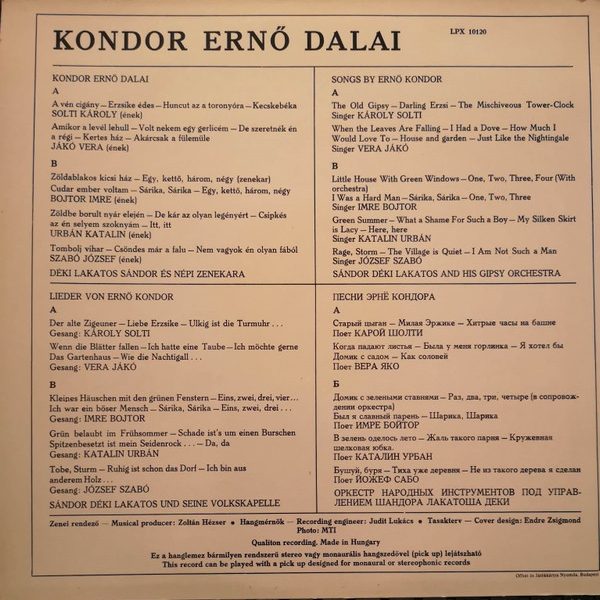 KONDOR ERNŐ DALAI
LPX 10120
KONDOR ERNŐ DALAI
A
A vén cigány — Erzsike édes — Huncut az a toronyóra — Kecskebéka
SOLTI KÁROLY (ének)
Amikor a levél lehull — Volt nekem egy gerlicém — De szeretnék én
a régi — Kertes ház — Akárcsak a fülemüle
JÁKÓ VERA (ének)
B
Zöldablakos kicsi ház — Egy, kettő, három, négy (zenekar)
Cudar ember voltam — Sárika, Sárika — Egy, kettő, három, négy
BOJTOR IMRE (ének)
Zöldbe borult nyár elején — De kár az olyan legényért — Csipkés
az én selyem szoknyám — Itt, itt
URBÁN KATALIN (ének)
Tombolj vihar — Csöndes már a falu — Nem vagyok én olyan fából
SZABÓ JÓZSEF (ének)
DÉKI LAKATOS SÁNDOR ÉS NÉPI ZENEKARA
SONGS BY ERNŐ KONDOR
A
The Old Gipsy — Darling Erzsi — The Mischiveous Tower-Clock
Singer KÁROLY SOLTI
When the Leaves Are Falling — I Had a Dove — How Much I
Would Love To — House and garden — Just Like the Nightingale
Singer VERA JÁKÓ
B
Little House With Green Windows — One, Two, Three, Four (With
orchestra)
I Was a Hard Man — Sárika, Sárika — One, Two, Three
Singer IMRE BOJTOR
Green Summer — What a Shame For Such a Boy — My Silken Skirt
is Lacy — Here, here
Singer KATALIN URBÁN
Rage, Storm — The Village is Quiet — I Am Not Such a Man
Singer JÓZSEF SZABÓ
SÁNDOR DÉKI LAKATOS AND HIS GIPSY ORCHESTRA
LIEDER VON ERNŐ KONDOR
A
Der alte Zigeuner — Liebe Erzsike — Ulkig ist die Turmuhr . . .
Gesang: KÁROLY SOLTI
Wenn die Blätter fallen — Ich hatte eine Taube — Ich möchte gerne
Das Gartenhaus — Wie die Nachtigall . . .
Gesang: VERA JÁKÓ
B
Kleines Häuschen mit den grünen Fenstern — Eins, zwei, drei, vier...
Ich war ein böser Mensch — Sárika, Sárika — Eins, zwei, drei . . .
Gesang: IMRE BOJTOR
Grün belaubt im Frühsommer — Schade ist's um einen Burschen
Spitzenbesetzt ist mein Seidenrock . . . — Da, da
Gesang: KATALIN URBÁN
Tobe, Sturm — Ruhig ist schon das Dorf — Ich bin aus
anderem Holz . . .
Gesang: JÓZSEF SZABÓ
SÁNDOR DÉKI LAKATOS UND SEINE VOLKSKAPELLE
ПЕСНИ ЭРНЁ КОНДОРА
А
Старый цыган — Милая Эржике — Хитрые часы на башне
Поет КАРОЙ ШОЛТИ
Когда падают листья — Была у меня горлинка — Я хотел бы
Домик с садом — Как соловей
Поет ВЕРА ЯКО
Б
Домик с зелеными ставнями — Раз, два, три, четыре (в сопровож-
дении оркестра)
Был я славный парень — Шарика, Шарика
Поет ИМРЕ БОЙТОР
В зелень оделось лето — Жаль такого парня — Кружевная
шелковая юбка.
Поет КАТАЛИН УРБАН
Бушуй, буря — Тиха уже деревня — Не из такого дерева я сделан
Поет ЙОЖЕФ САБО
ОРКЕСТР НАРОДНЫХ ИНСТРУМЕНТОВ ПОД УПРАВ-
ЛЕНИЕМ ШАНДОРА ЛАКАТОША ДЕКИ
Zenei rendező — Musical producer: Zoltán Hézser • Hangmérnök — Recording engineer: Judit Lukács • Tasakterv — Cover design: Endre Zsigmond
Photo: MTI
Qualiton recording. Made in Hungary
Ez a hanglemez bármilyen rendszerű stereo vagy monaurális hangszedővel (pick up) lejátszható
This record can be played with a pick up designed for monaural or stereophonic records
Offset és Játékkártya Nyomda, Budapest